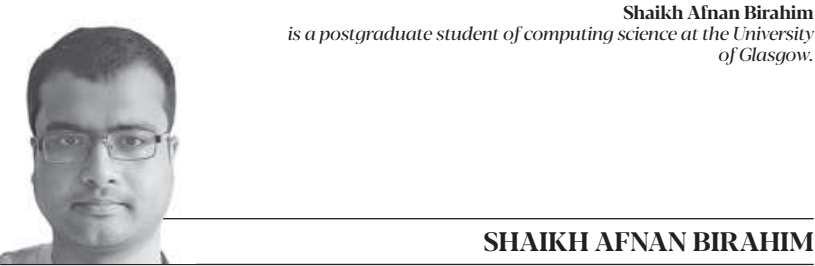 Shaikh Afnan Birahim
is a postgraduate student of computing science at the University
of Glasgow.
SHAIKH AFNAN BIRAHIM